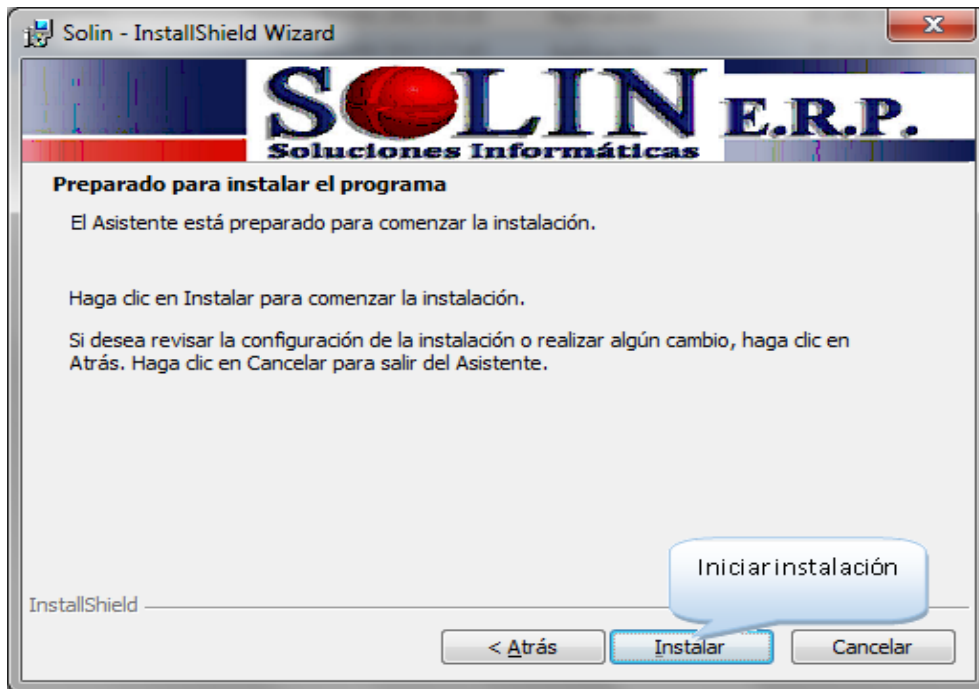 Solin - InstallShield Wizard
SOLIN E.R.P.
Soluciones Informáticas
Preparado para instalar el programa
El Asistente está preparado para comenzar la instalación.
Haga clic en Instalar para comenzar la instalación.
Si desea revisar la configuración de la instalación o realizar algún cambio, haga clic en
Atrás. Haga clic en Cancelar para salir del Asistente.
Iniciar instalación
InstallShield
< Atrás
Instalar
Cancelar